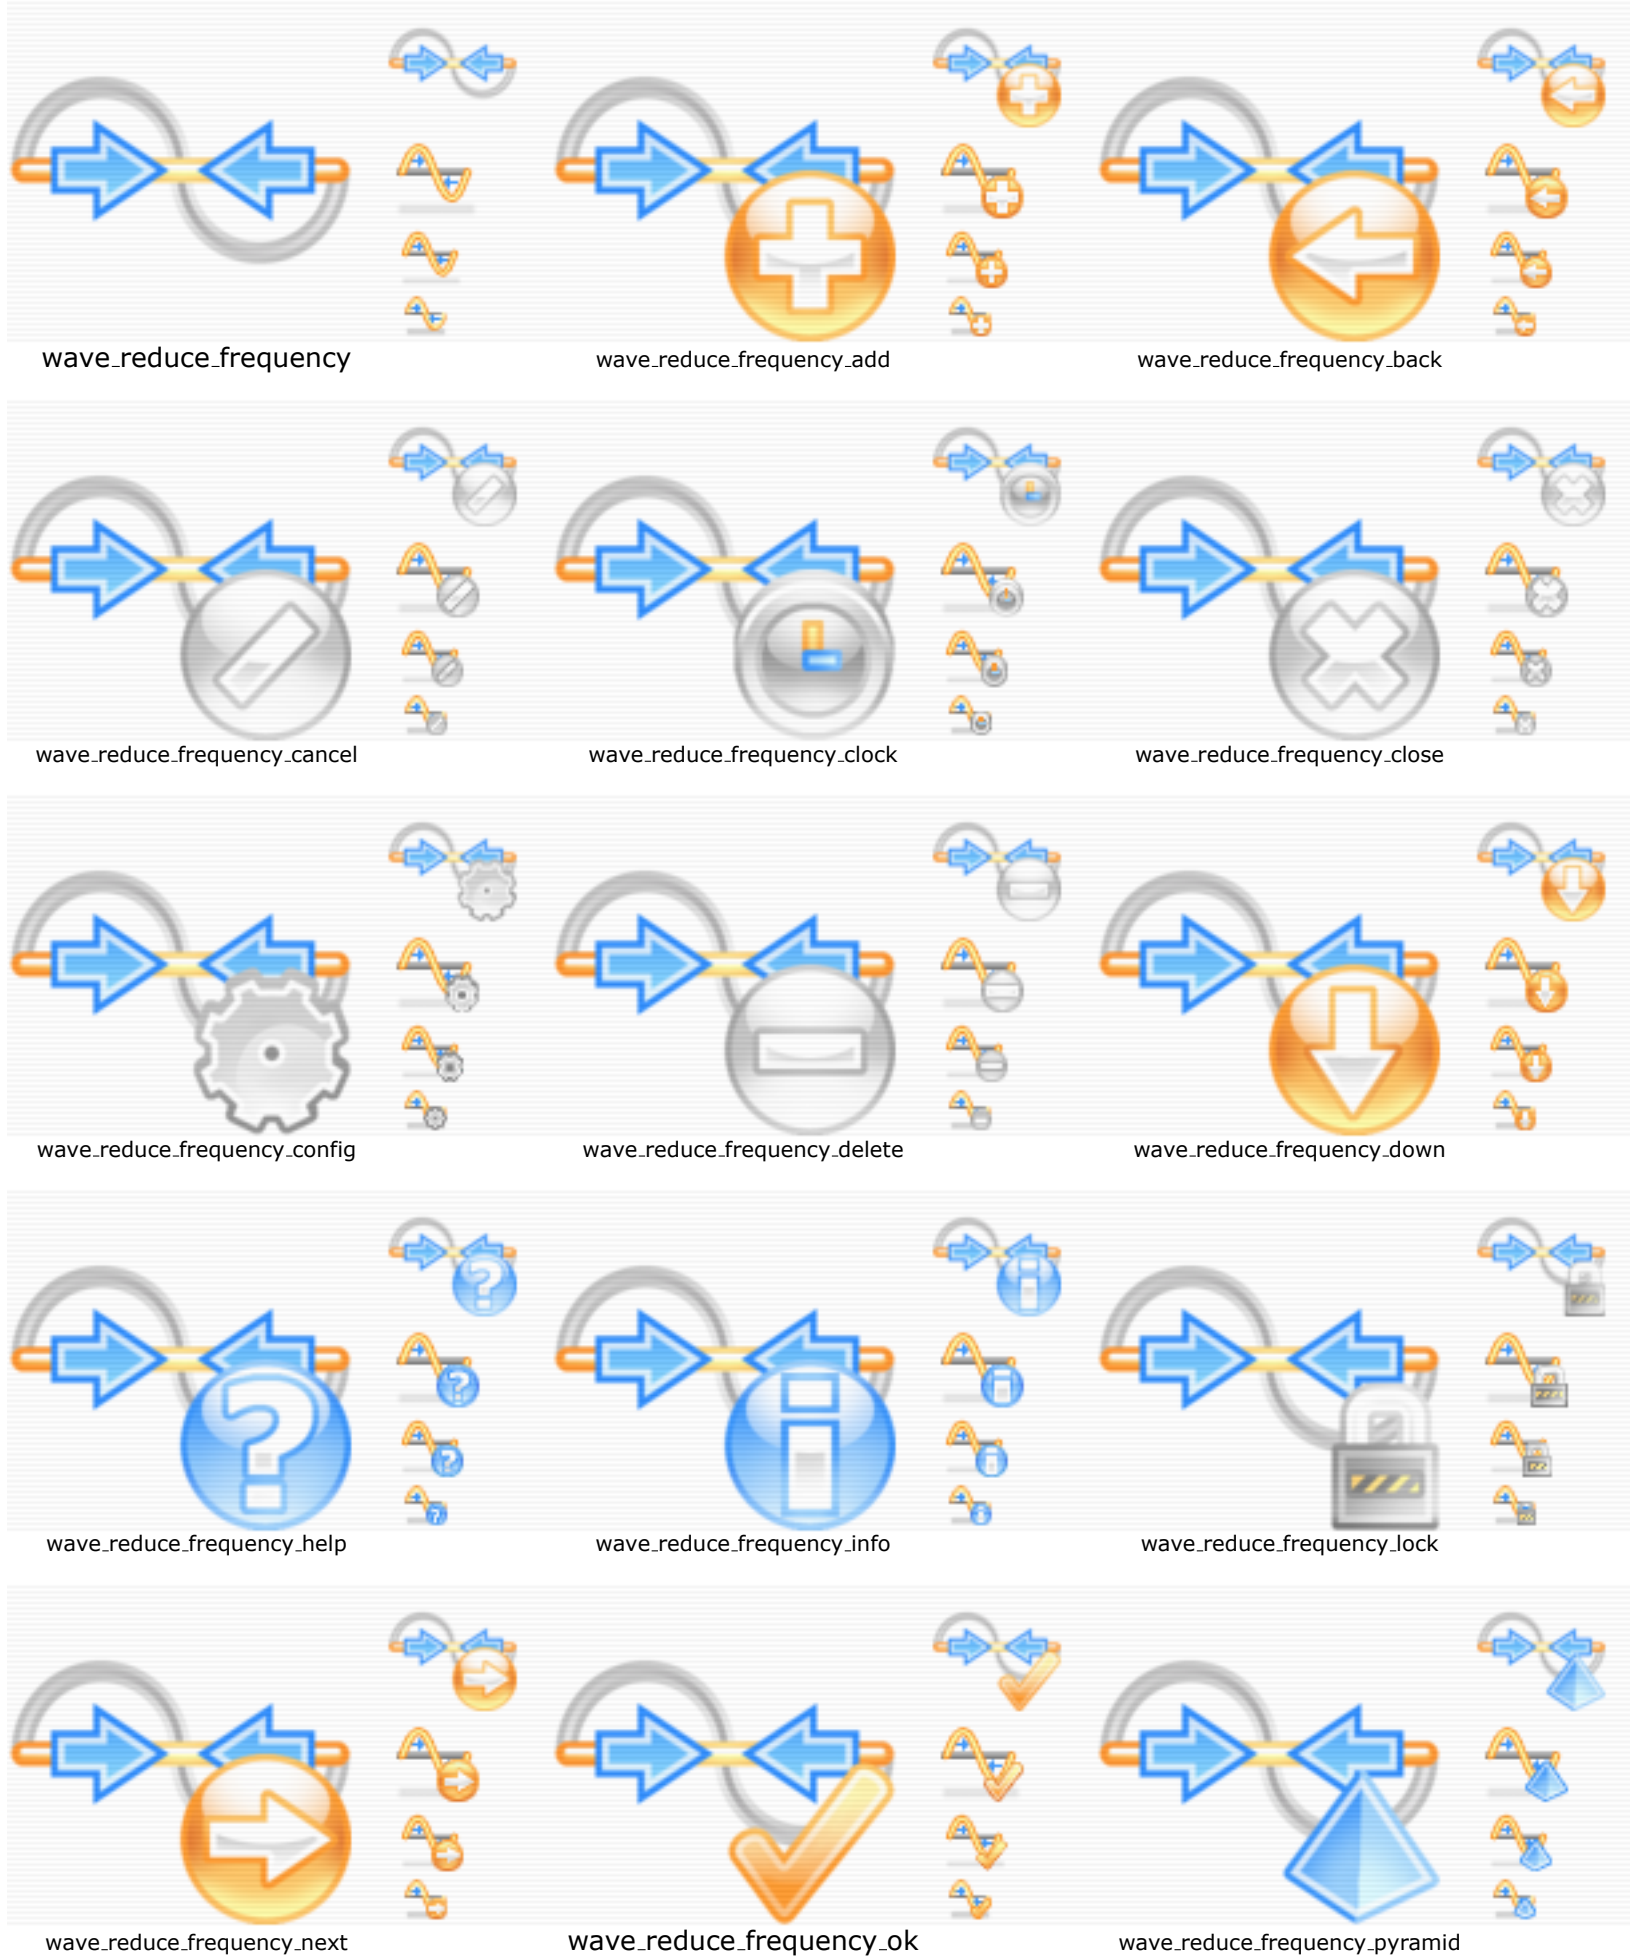 wave_reduce_frequency
wave_reduce_frequency_add
wave_reduce_frequency_back
wave_reduce_frequency_cancel
wave_reduce_frequency_clock
wave_reduce_frequency_close
wave_reduce_frequency_config
wave_reduce_frequency_delete
wave_reduce_frequency_down
wave_reduce_frequency_help
wave_reduce_frequency_info
wave_reduce_frequency_lock
wave_reduce_frequency_next
wave_reduce_frequency_ok
wave_reduce_frequency_pyramid